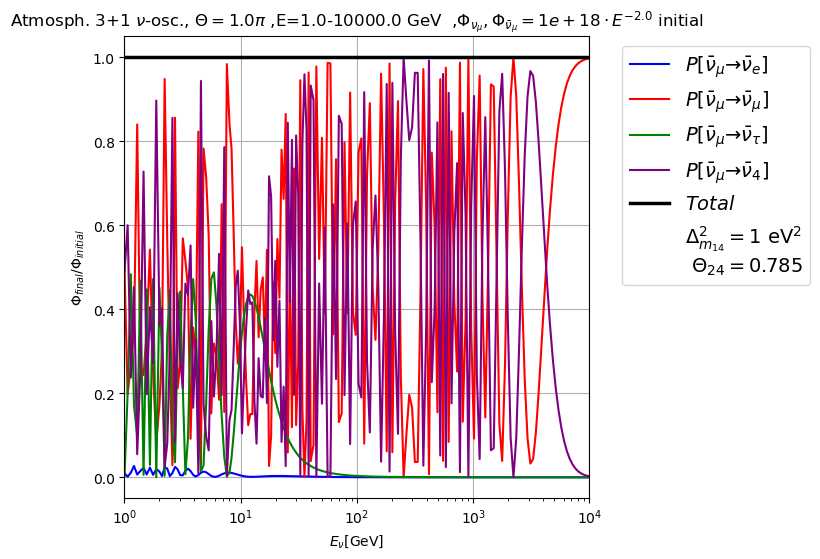 Atmosph. 3+1 ν-osc., Θ = 1.0π ,E=1.0-10000.0 GeV ,Φ_{ν_μ}, Φ_{ν̄_μ} = 1e + 18 · E^{-2.0} initial
1.0
0.8
0.6
0.4
0.2
0.0
Φ_{final}/Φ_{initial}
10^0
10^1
10^2
10^3
10^4
E_ν[GeV]
P[ν̄_μ→ν̄_e]
P[ν̄_μ→ν̄_μ]
P[ν̄_μ→ν̄_τ]
P[ν̄_μ→ν̄_4]
Total
Δ^2_{m_{14}} = 1 eV^2
Θ_{24} = 0.785